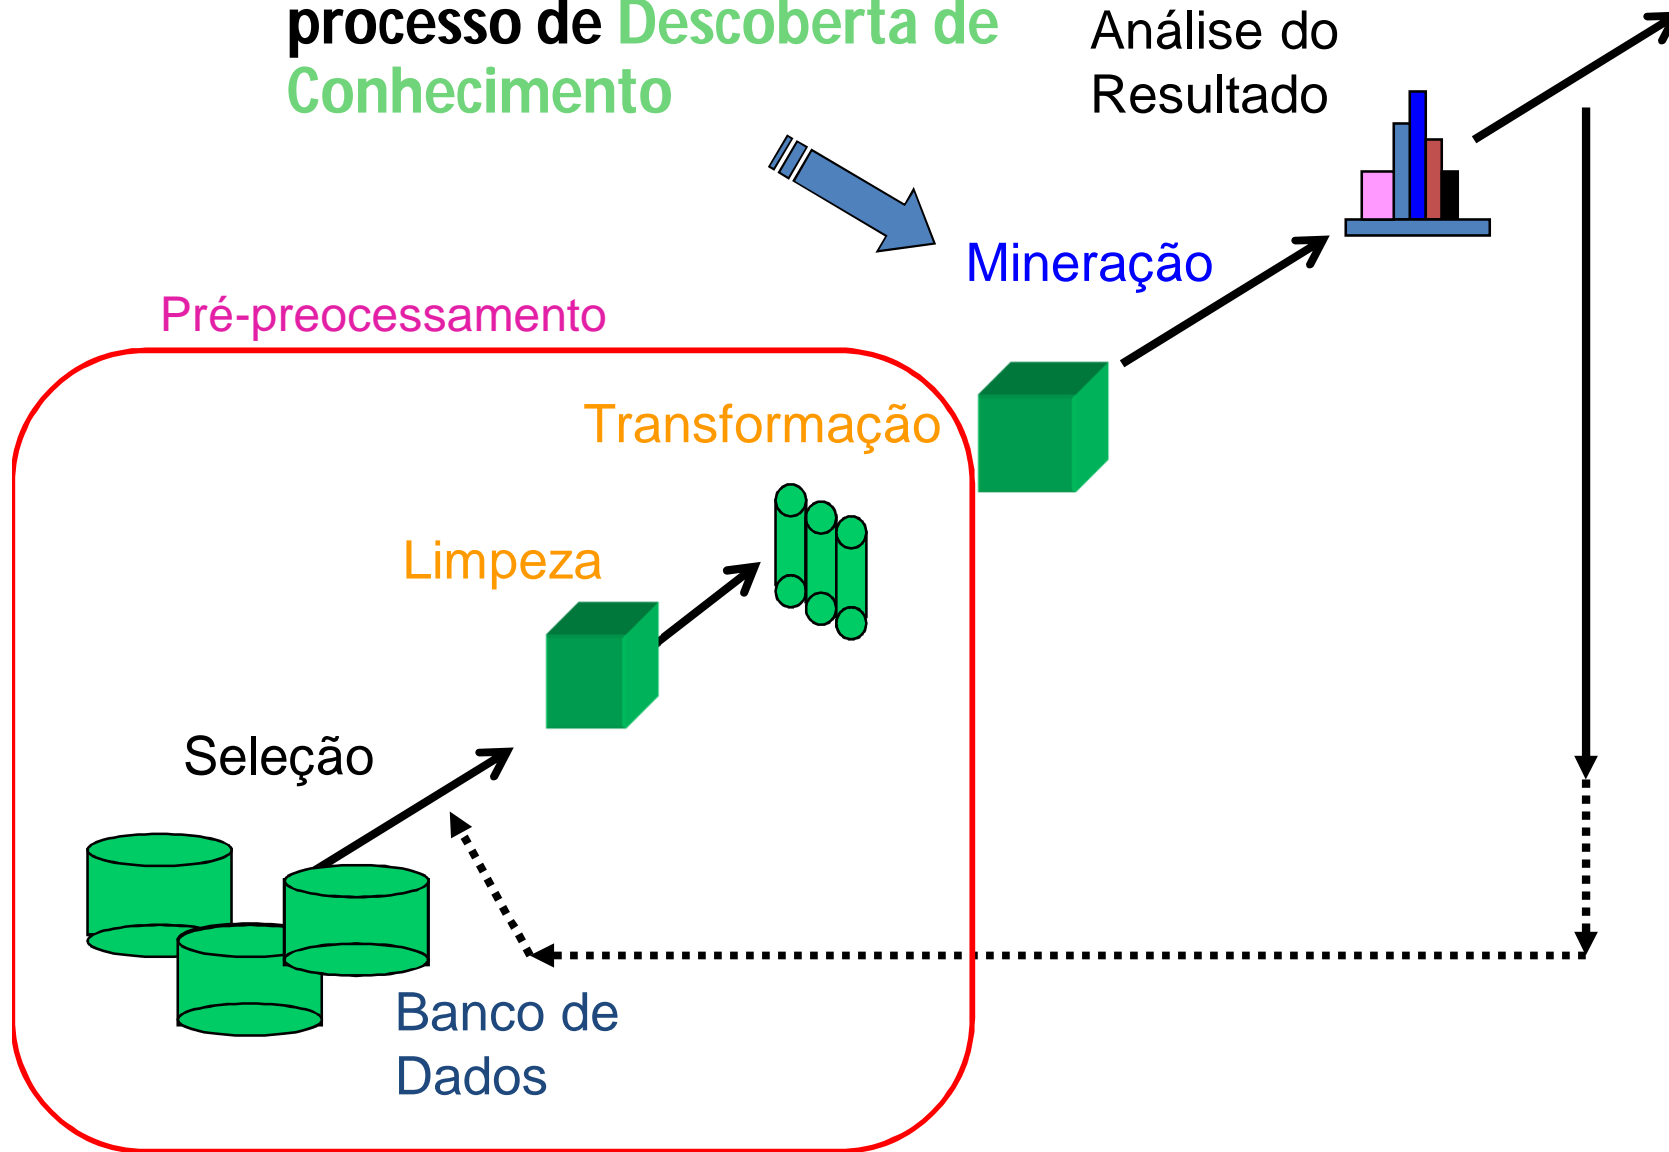 processo de Descoberta de
Conhecimento
Análise do
Resultado
Mineração
Pré-preocessamento
Transformação
Limpeza
Seleção
Banco de
Dados